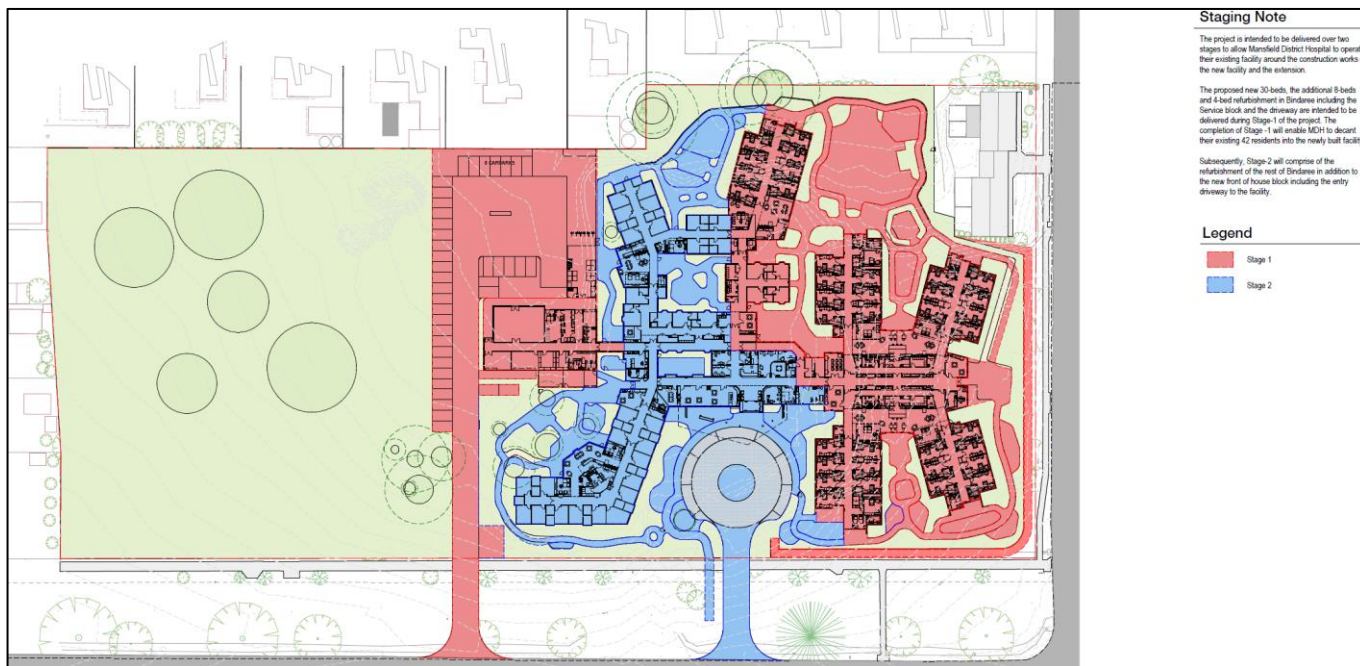 Staging Note
The project is intended to be delivered over two
stages to allow Mansfield District Hospital to operat
their existing facility around the construction works
the new facility and the extension.
The proposed new 30-beds, the additional 8-beds
and 4-bed refurbishment in Bindaree including the
Service block and the driveway are intended to be
delivered during Stage-1 of the project. The
completion of Stage -1 will enable MDH to decant
their existing 42 residents into the newly built facilit
Subsequently, Stage-2 will comprise of the
refurbishment of the rest of Bindaree in addition to
the new front of house block including the entry
driveway to the facility.
Legend
Stage 1
Stage 2